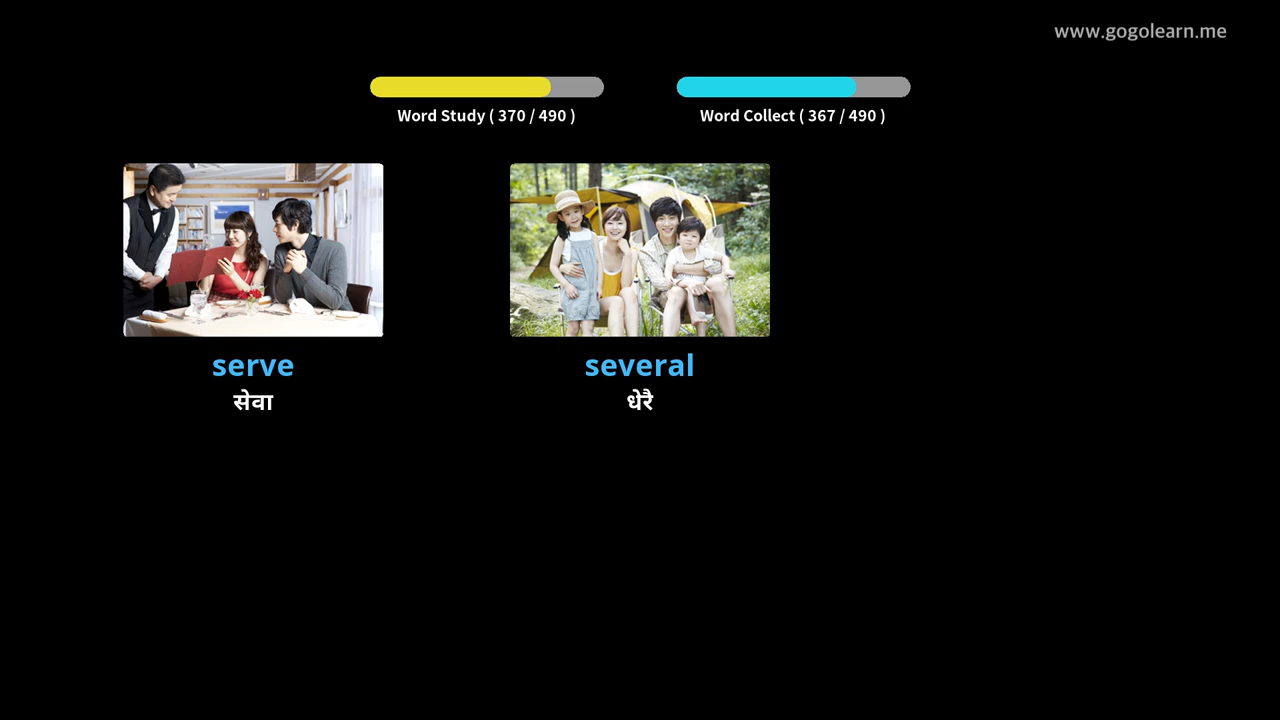 www.gogolearn.me
Word Study ( 370 / 490 )
Word Collect ( 367 / 490 )
serve
several
सेवा
धेरै